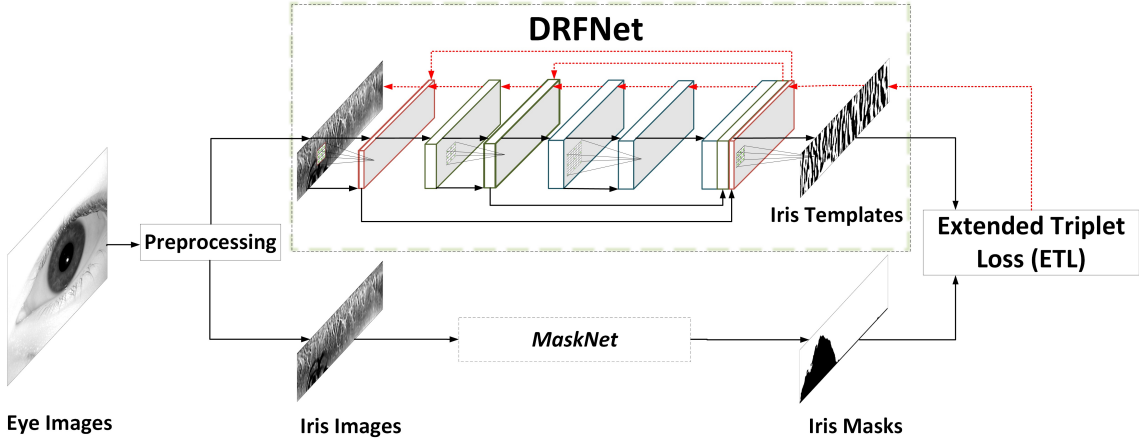 DRFNet
Iris Templates
Preprocessing
Extended Triplet
Loss (ETL)
MaskNet
Eye Images
Iris Images
Iris Masks